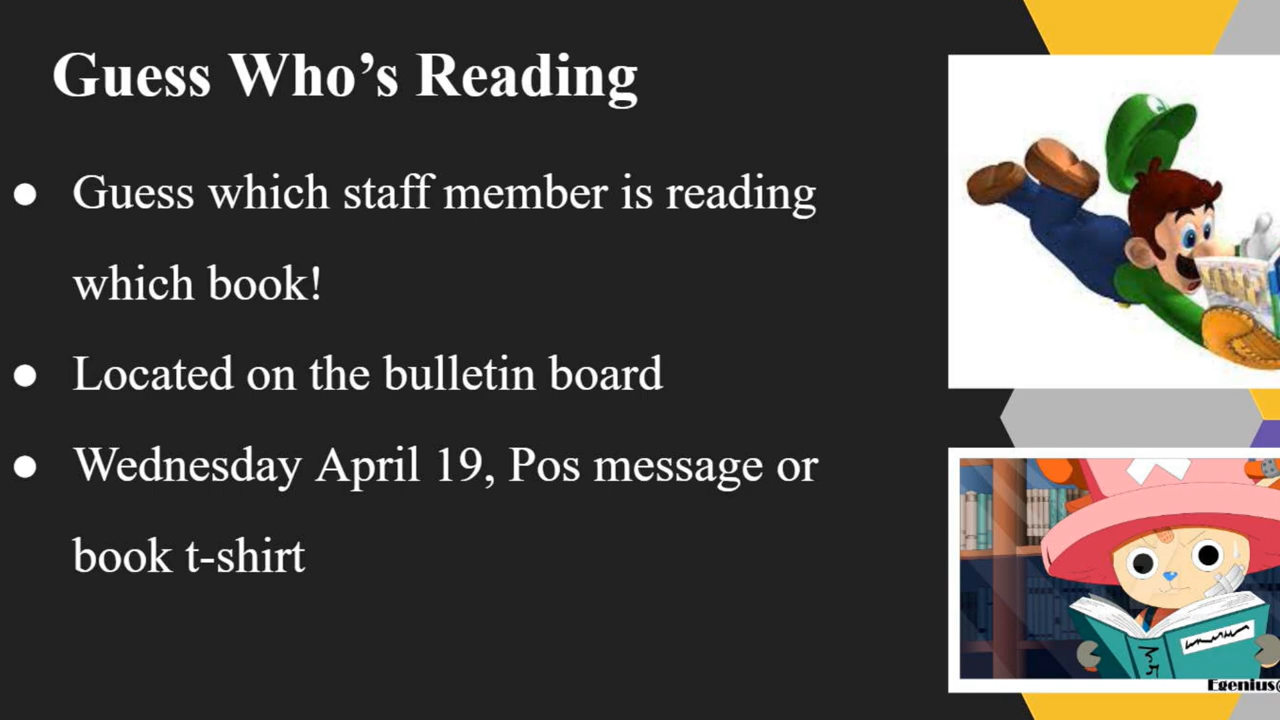 Guess Who’s Reading
● Guess which staff member is reading
which book!
● Located on the bulletin board
● Wednesday April 19, Pos message or
book t-shirt
Egenius@